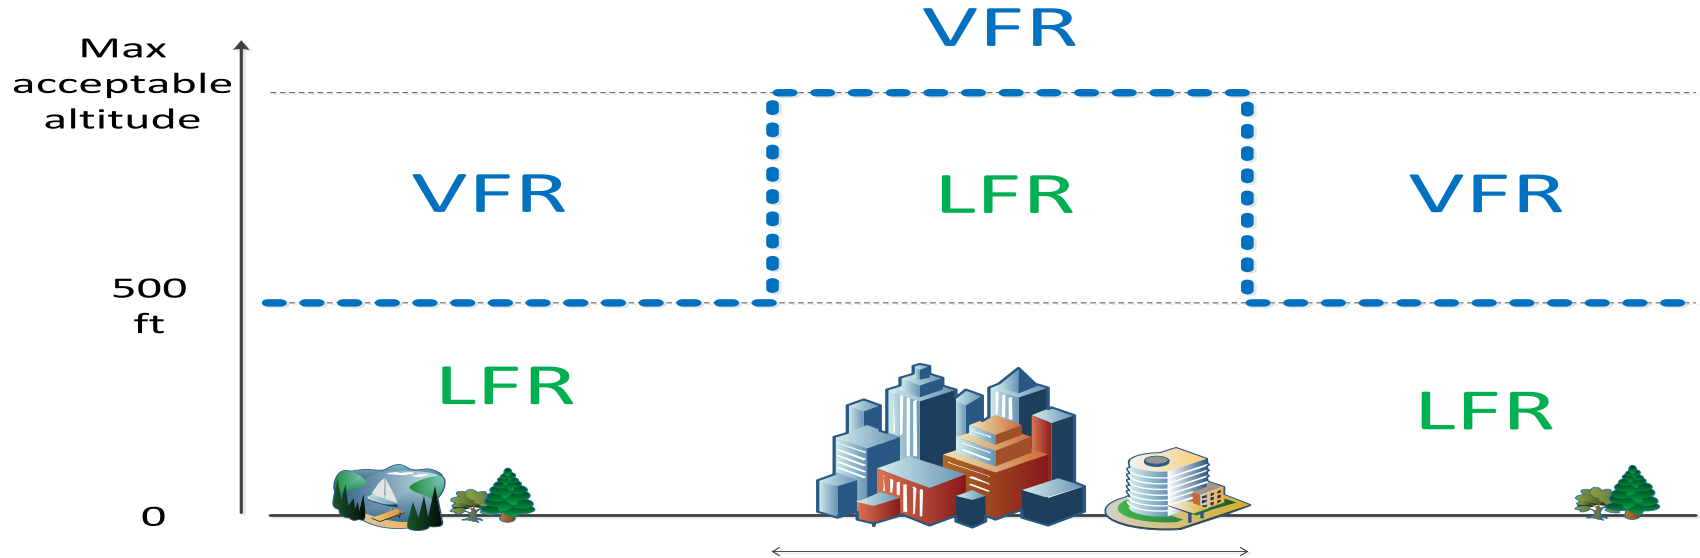 VFR
Max
acceptable
altitude
VFR
LFR
VFR
500
ft
LFR
LFR
0